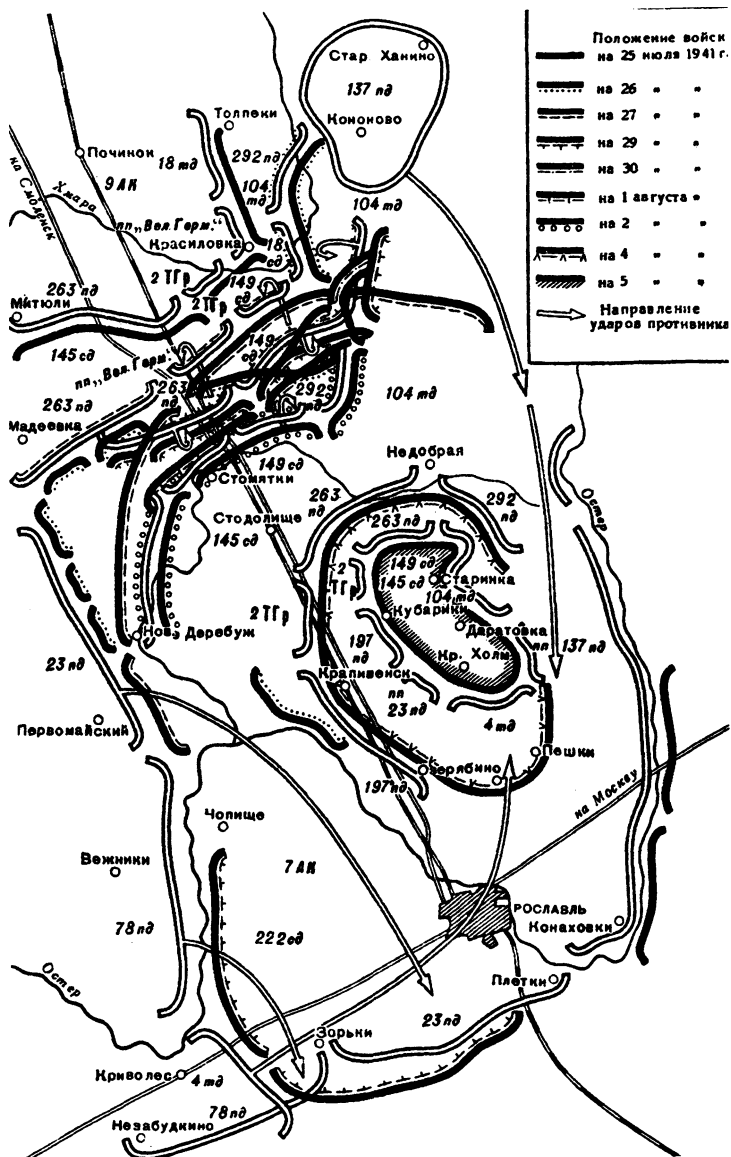 Положение войск
на 25 июля 1941 г.
на 26 " "
на 27 " "
на 29 " "
на 30 " "
на 1 августа "
на 2 " "
на 4 " "
на 5 " "
Направление
ударов противника
Стар. Ханино
137 пд
Кононово
Толпеки
Починок
18 тд
292 пд
9 АК
104
тд
104 тд
на Смоленск
Хмара
пп „Вел. Герм."
Красиловка
18
сд
2 ТГр
149
сд
263 пд
2 ТГр
Митюли
145 сд
пп „Вел. Герм."
149
сд
263
пд
292
пд
104 тд
263 пд
Мадеевка
Недобрая
149 сд
Стомятки
263
пд
292
пд
Остер
Стодолище
263 пд
145 сд
149 сд
2
ТГр
145 сд
Старинка
104 тд
2 ТГр
Кубарики
Даратовка
Нов. Деребуж
197
пд
пп
137 пд
Кр. Холм
23 пд
Крапивенск
пп
23 пд
4 тд
Первомайский
Пешки
Зерябино
197 пд
на Москву
Чопище
Вежники
7 АК
РОСЛАВЛЬ
Конаховки
78 пд
222 сд
Остер
Плетки
23 пд
Зарьки
Криволес
4 тд
78 пд
Незабудкино